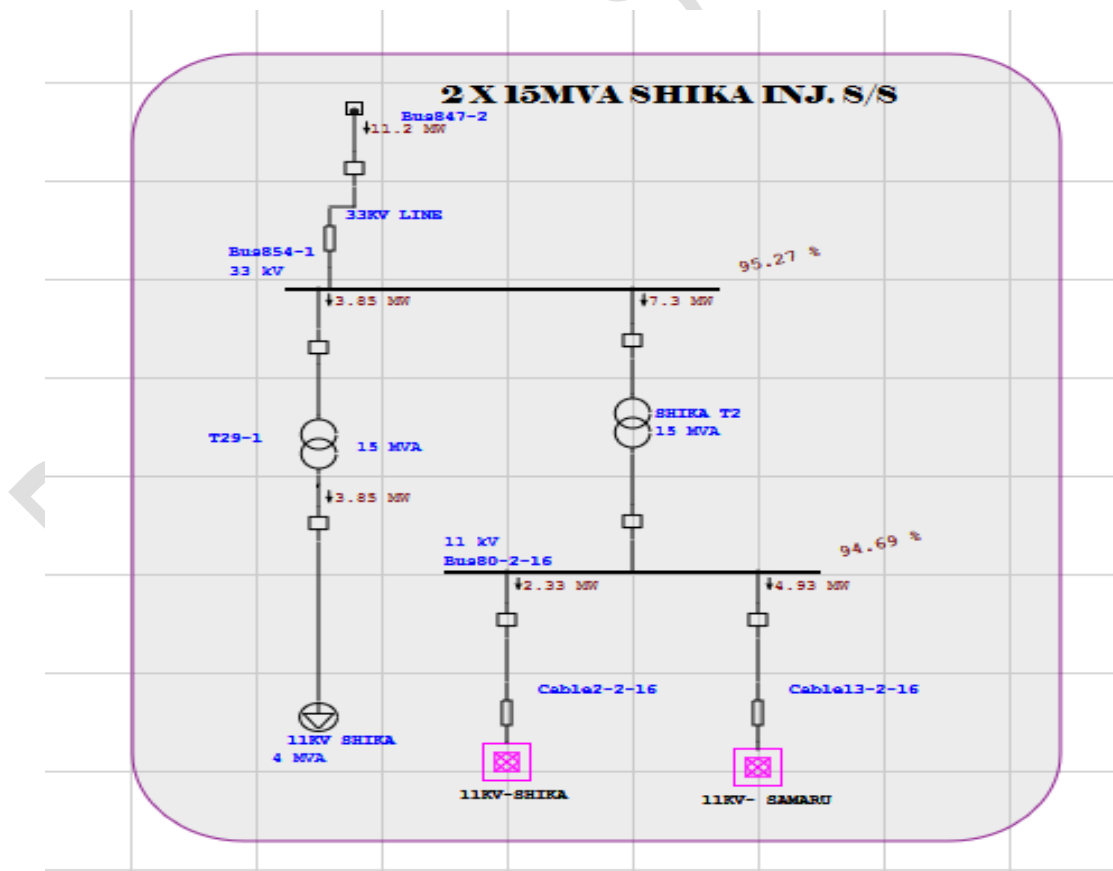 2 X 15MVA SHIKA INJ. S/S
Bus847-2
11.2 MW
33KV LINE
Bus854-1
33 kV
95.27 %
3.85 MW
7.3 MW
T29-1
15 MVA
SHIKA T2
15 MVA
3.85 MW
11 kV
Bus80-2-16
94.69 %
2.33 MW
4.93 MW
Cable2-2-16
Cable13-2-16
11KV SHIKA
4 MVA
11KV-SHIKA
11KV- SAMARU